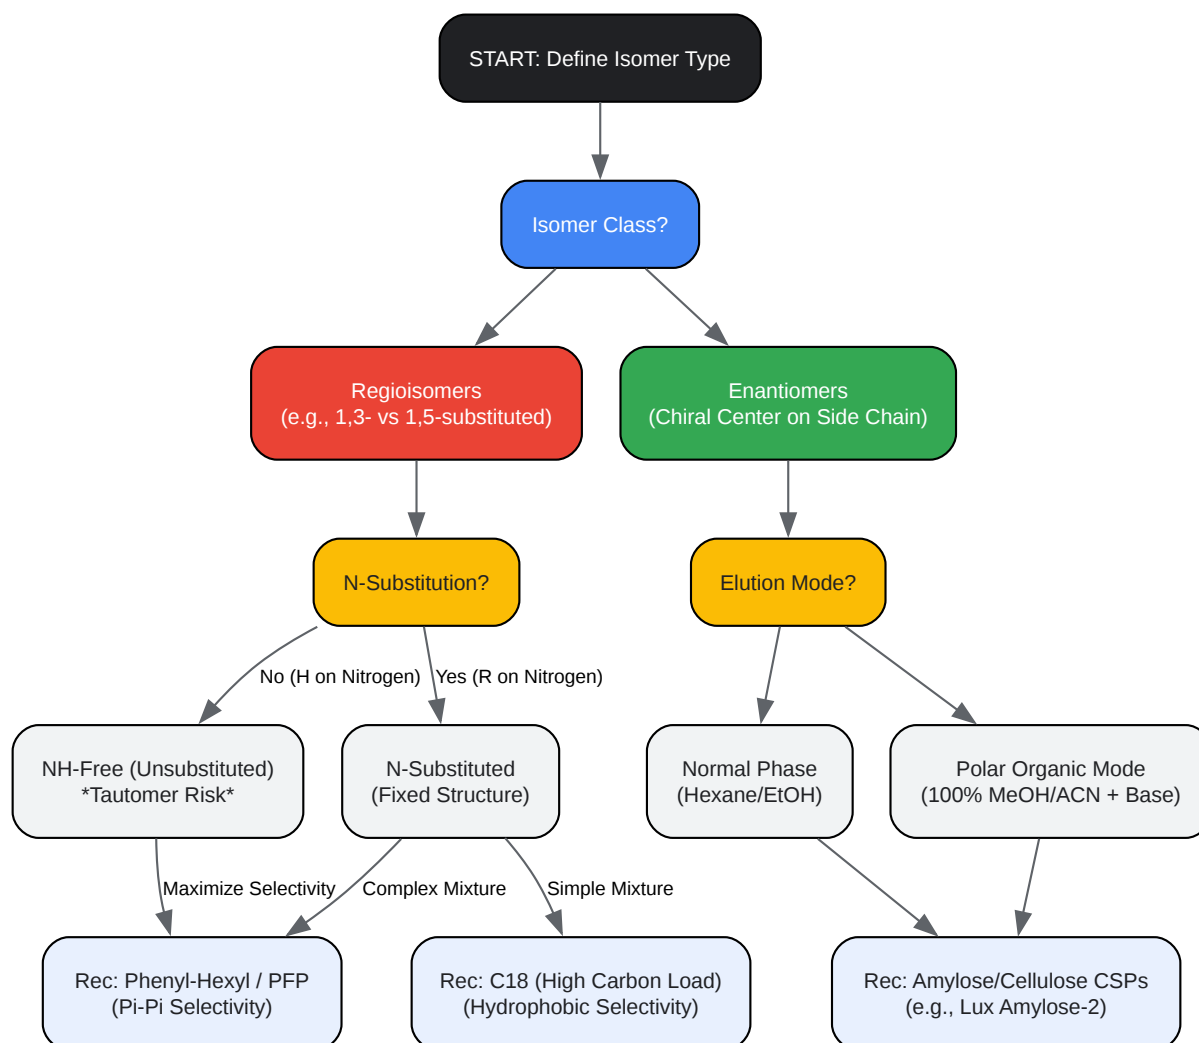 START: Define Isomer Type
Isomer Class?
Regioisomers
(e.g., 1,3- vs 1,5-substituted)
Enantiomers
(Chiral Center on Side Chain)
N-Substitution?
Elution Mode?
No (H on Nitrogen)
Yes (R on Nitrogen)
NH-Free (Unsubstituted)
*Tautomer Risk*
N-Substituted
(Fixed Structure)
Normal Phase
(Hexane/EtOH)
Polar Organic Mode
(100% MeOH/ACN + Base)
Maximize Selectivity
Complex Mixture
Simple Mixture
Rec: Phenyl-Hexyl / PFP
(Pi-Pi Selectivity)
Rec: C18 (High Carbon Load)
(Hydrophobic Selectivity)
Rec: Amylose/Cellulose CSPs
(e.g., Lux Amylose-2)